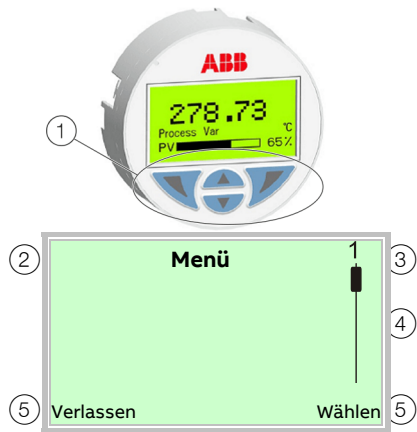 ABB
278.73
Process Var °C
PV 65%
1
2 Menü 1 3
4
5 Verlassen Wählen 5